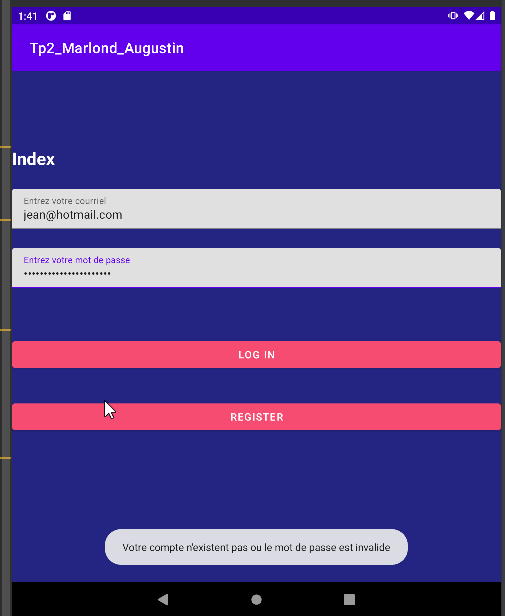 1:41
Tp2_Marlond_Augustin
Index
Entrez votre courriel
jean@hotmail.com
Entrez votre mot de passe
••••••••••••••••••••••
LOG IN
REGISTER
Votre compte n'existent pas ou le mot de passe est invalide